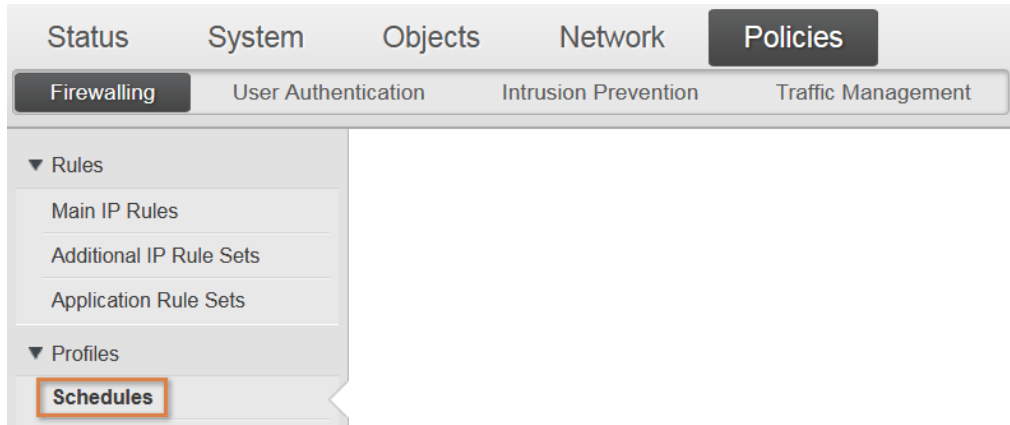 Status System Objects Network Policies
Firewalling User Authentication Intrusion Prevention Traffic Management
Rules
Main IP Rules
Additional IP Rule Sets
Application Rule Sets
Profiles
Schedules